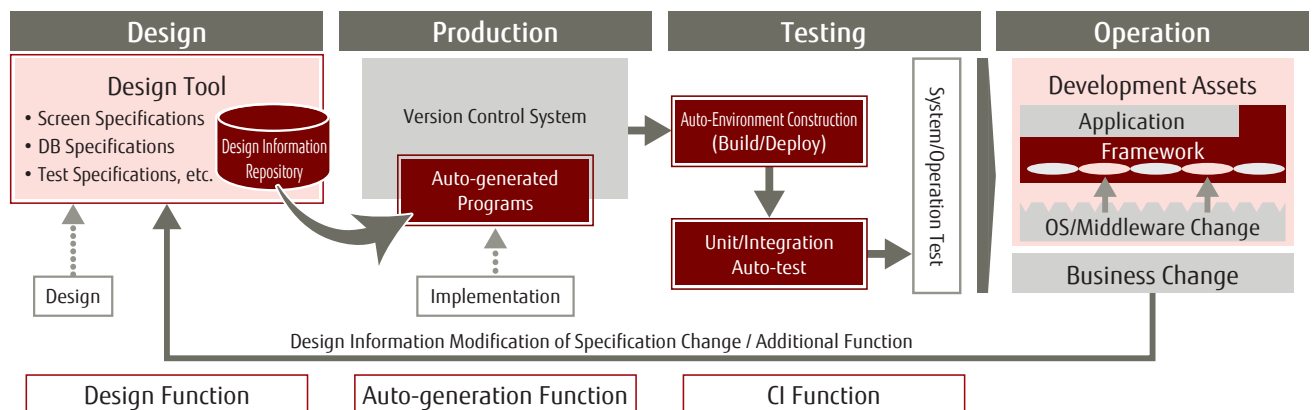 Design
Production
Testing
Operation
Design Tool
• Screen Specifications
• DB Specifications
• Test Specifications, etc.
Design Information
Repository
Design
Version Control System
Auto-generated
Programs
Implementation
Auto-Environment Construction
(Build/Deploy)
Unit/Integration
Auto-test
System/Operation Test
Development Assets
Application
Framework
OS/Middleware Change
Business Change
Design Information Modification of Specification Change / Additional Function
Design Function
Auto-generation Function
CI Function